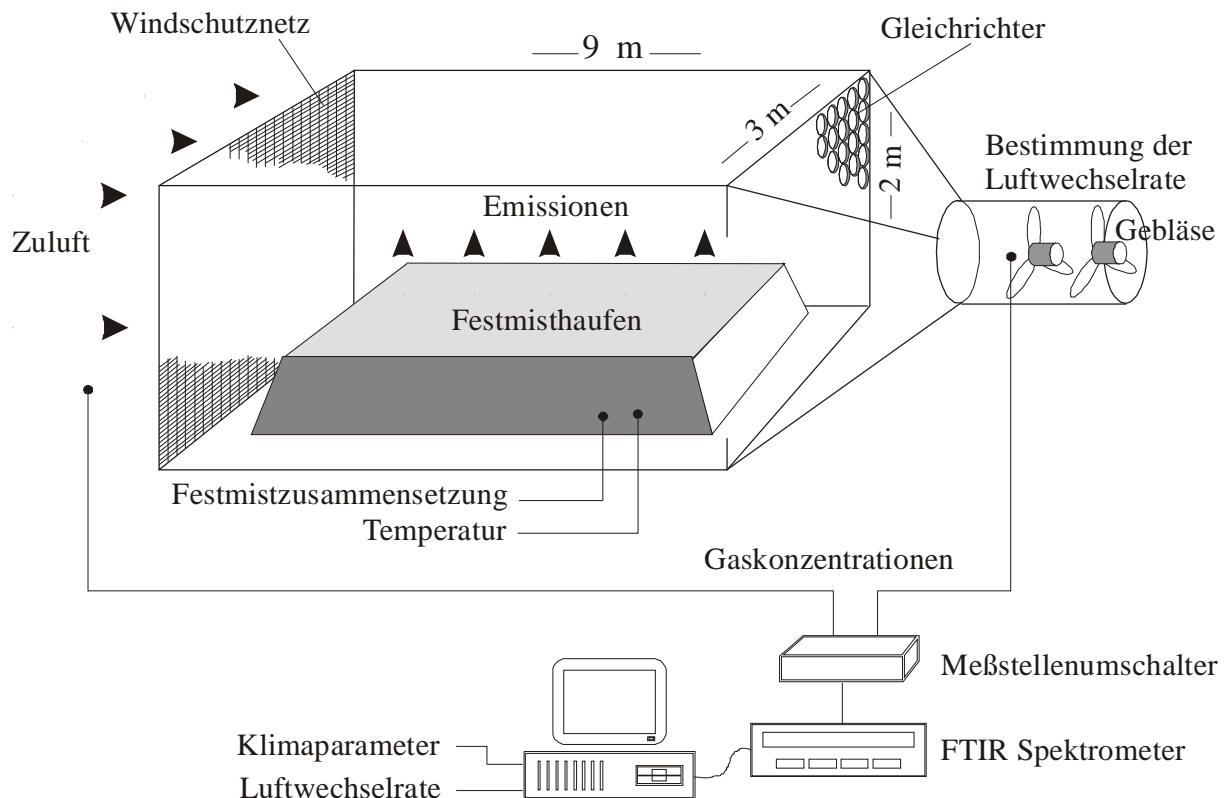 Windschutznetz
9 m
Gleichrichter
3 m
2 m
Bestimmung der
Luftwechselrate
Gebläse
Zuluft
Emissionen
Festmisthaufen
Festmistzusammensetzung
Temperatur
Gaskonzentrationen
Meßstellenumschalter
FTIR Spektrometer
Klimaparameter
Luftwechselrate